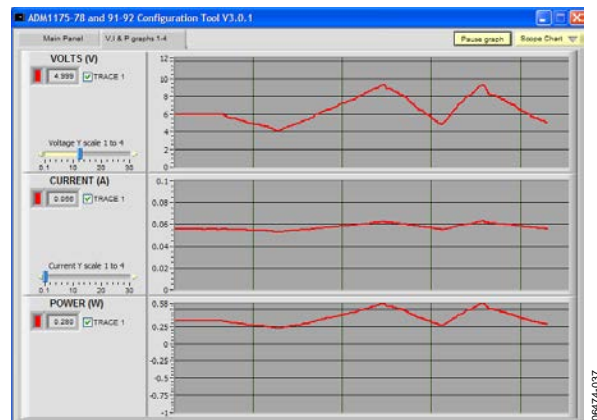 ADM1175-78 and 91-92 Configuration Tool V3.0.1
Main Panel V,I & P graphs 1-4 Pause graph Scope Chart
VOLTS (V)
4.999 TRACE 1
Voltage Y scale 1 to 4
0.1 10 20 30
12
10
8
6
4
2
0
CURRENT (A)
TRACE 1
Current Y scale 1 to 4
0.1 10 20 30
0.1
0.08
0.06
0.04
0.02
0
POWER (W)
0.280 TRACE 1
0.58
0.25
0
-0.25
-0.5
-0.75
-1
06474-037